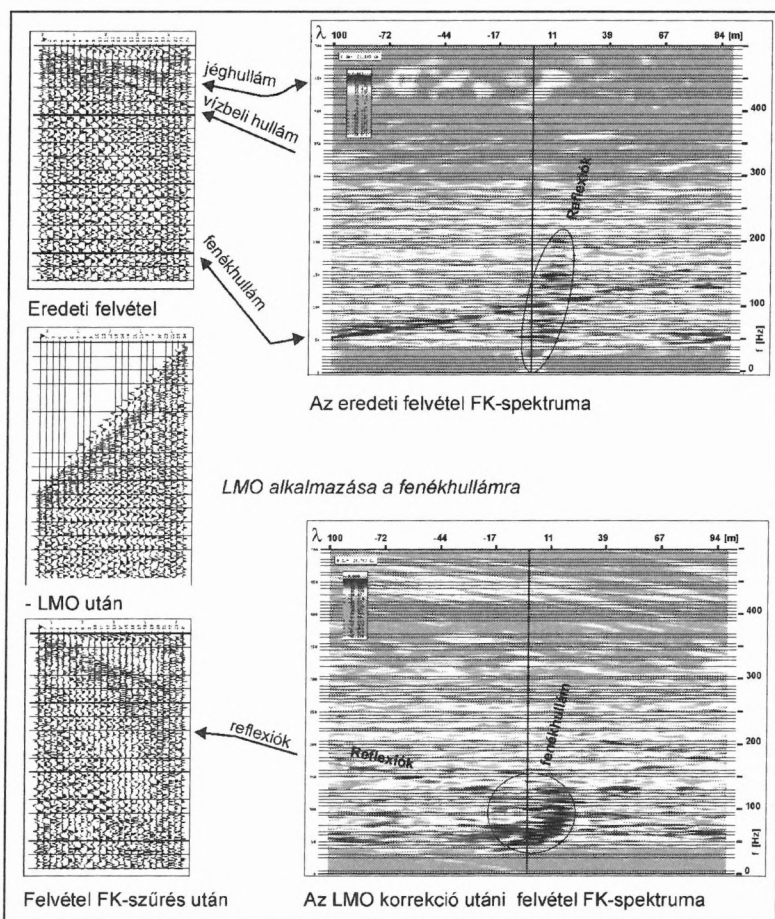 jéghullám
vízbeli hullám
fenékhullám
Eredeti felvétel
λ 100 -72 -44 -17 11 39 67 94 [m]
400
300
200
100
0
f [Hz]
Reflexiók
Az eredeti felvétel FK-spektruma
LMO alkalmazása a fenékhullámra
- LMO után
reflexiók
Felvétel FK-szűrés után
λ 100 -72 -44 -17 11 39 67 94 [m]
400
300
200
100
0
f [Hz]
Reflexiók
fenékhullám
Az LMO korrekció utáni felvétel FK-spektruma